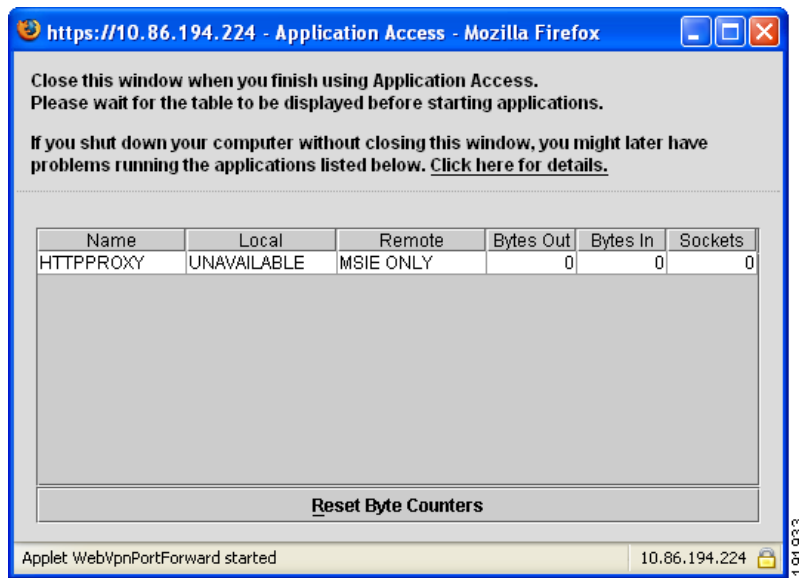 https://10.86.194.224 - Application Access - Mozilla Firefox
Close this window when you finish using Application Access.
Please wait for the table to be displayed before starting applications.
If you shut down your computer without closing this window, you might later have
problems running the applications listed below. Click here for details.
Name Local Remote Bytes Out Bytes In Sockets
HTTPPROXY UNAVAILABLE MSIE ONLY 0 0 0
Reset Byte Counters
Applet WebVpnPortForward started 10.86.194.224
191933